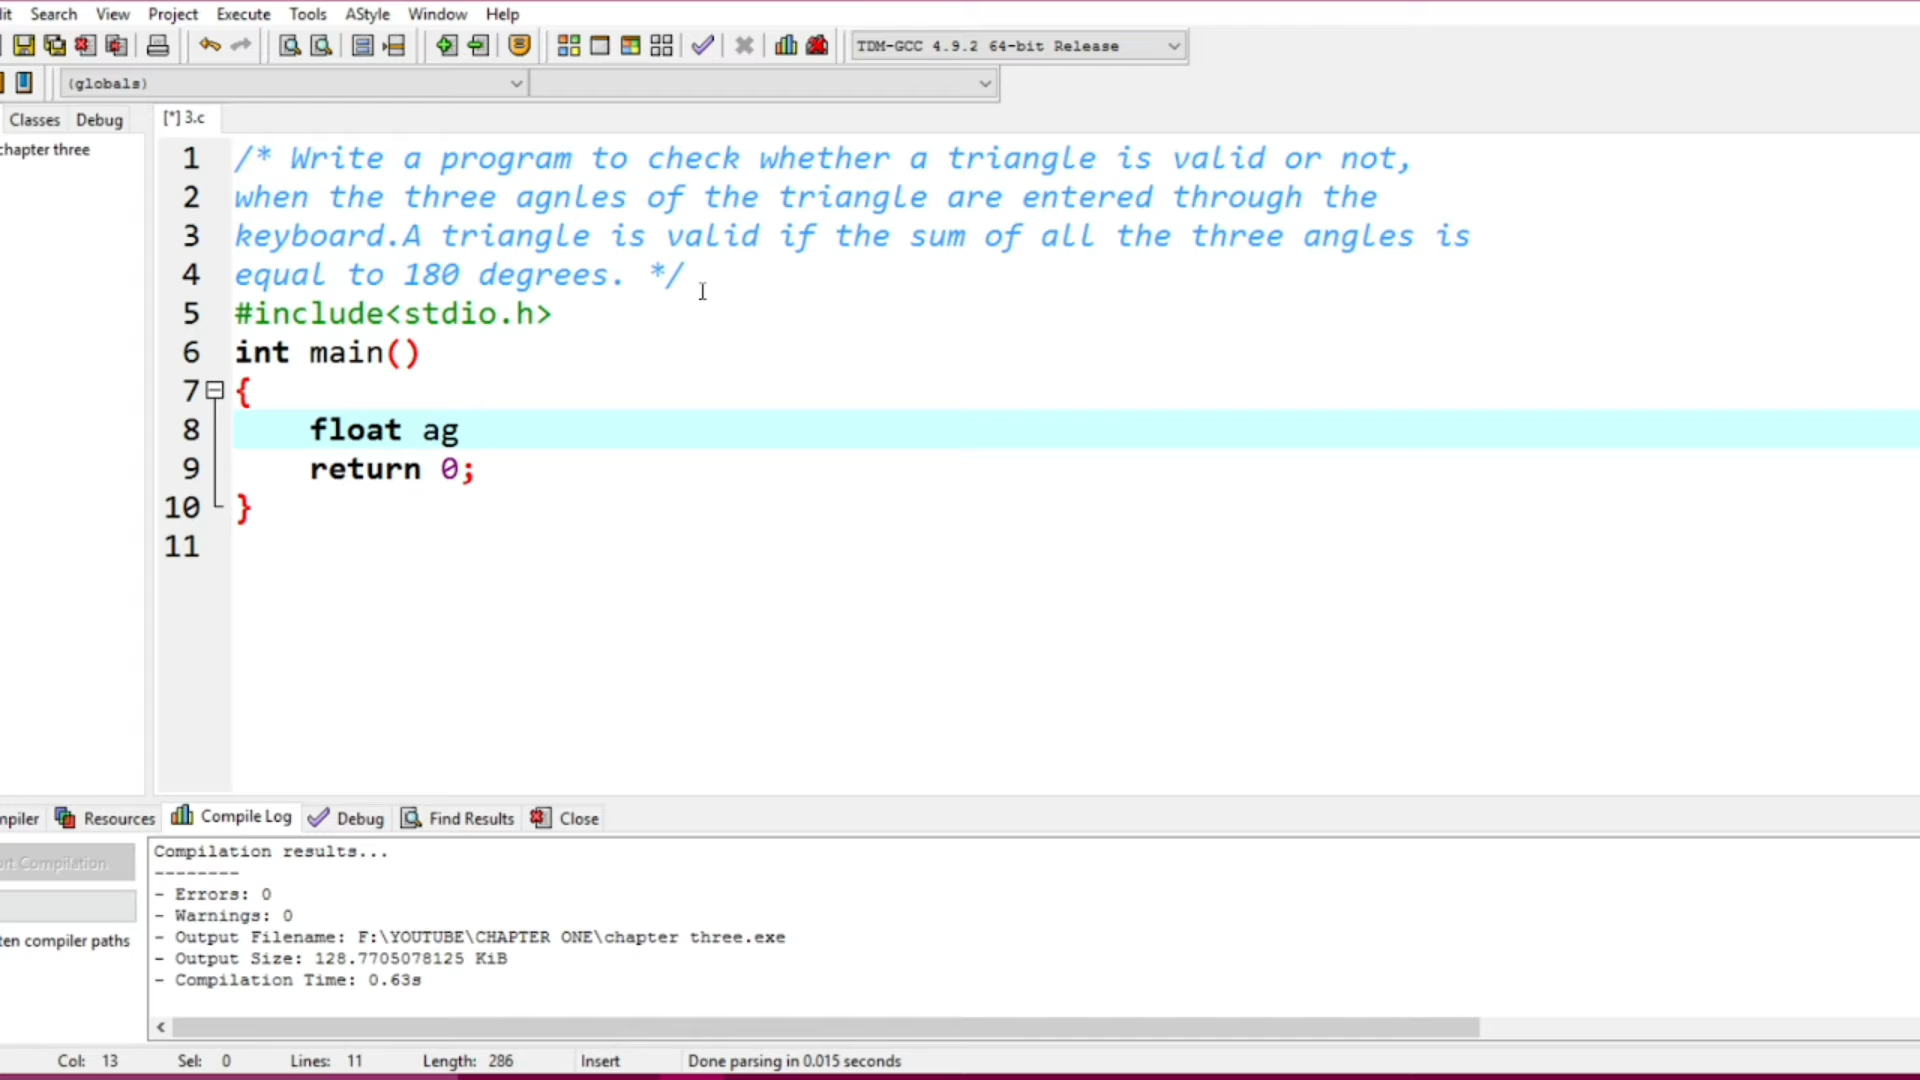 it Search View Project Execute Tools AStyle Window Help
TDM-GCC 4.9.2 64-bit Release
(globals)
Classes Debug
[*] 3.c
chapter three
1 /* Write a program to check whether a triangle is valid or not,
2 when the three agnles of the triangle are entered through the
3 keyboard.A triangle is valid if the sum of all the three angles is
4 equal to 180 degrees. */
5 #include<stdio.h>
6 int main()
7 {
8 float ag
9 return 0;
10 }
11
mpiler Resources Compile Log Debug Find Results Close
ort Compilation
Compilation results...
--------
- Errors: 0
- Warnings: 0
- Output Filename: F:\YOUTUBE\CHAPTER ONE\chapter three.exe
ten compiler paths
- Output Size: 128.7705078125 KiB
- Compilation Time: 0.63s
Col: 13 Sel: 0 Lines: 11 Length: 286 Insert Done parsing in 0.015 seconds